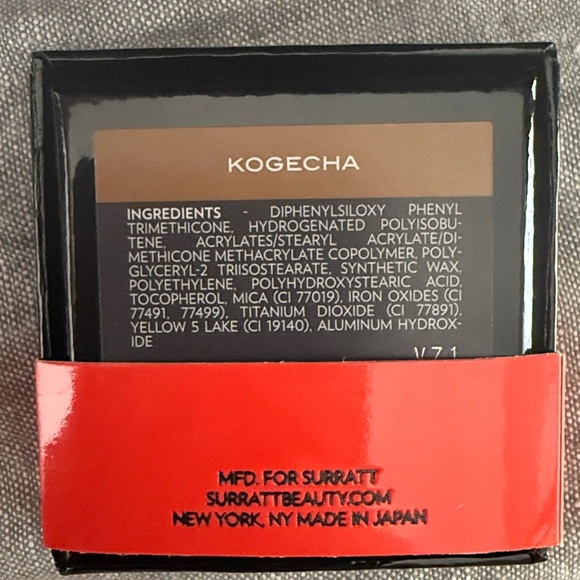 KOGECHA
INGREDIENTS - DIPHENYLSILOXY PHENYL
TRIMETHICONE, HYDROGENATED POLYISOBU-
TENE, ACRYLATES/STEARYL ACRYLATE/DI-
METHICONE METHACRYLATE COPOLYMER, POLY-
GLYCERYL-2 TRIISOSTEARATE, SYNTHETIC WAX,
POLYETHYLENE, POLYHYDROXYSTEARIC ACID,
TOCOPHEROL, MICA (CI 77019), IRON OXIDES (CI
77491, 77499), TITANIUM DIOXIDE (CI 77891),
YELLOW 5 LAKE (CI 19140), ALUMINUM HYDROX-
IDE
V 7.1
MFD. FOR SURRATT
SURRATTBEAUTY.COM
NEW YORK, NY MADE IN JAPAN